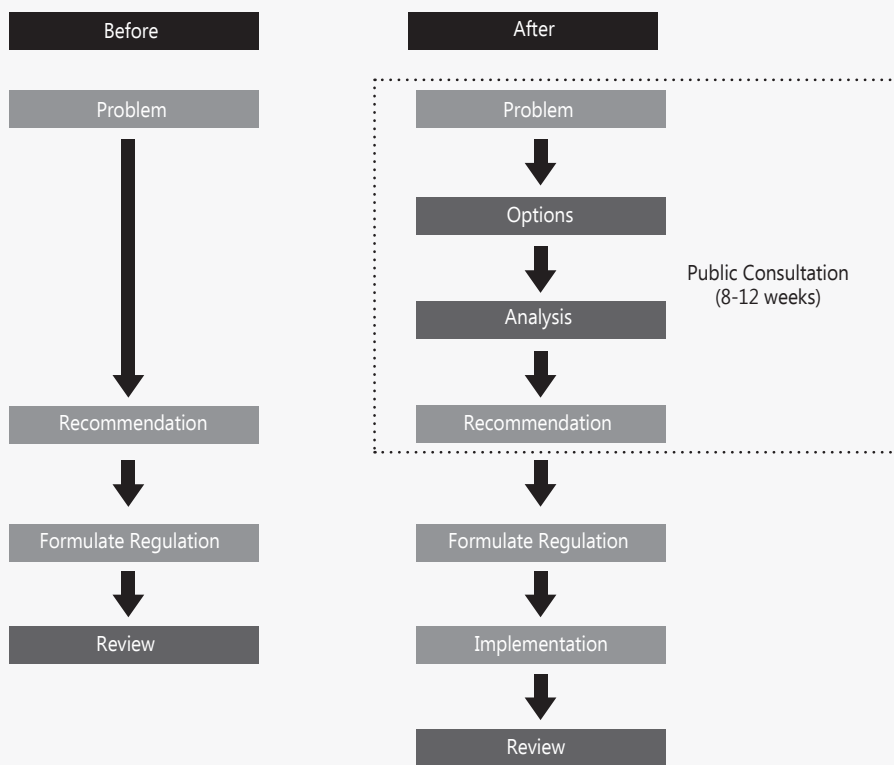 Before
Problem
Recommendation
Formulate Regulation
Review
After
Problem
Options
Analysis
Recommendation
Public Consultation
(8-12 weeks)
Formulate Regulation
Implementation
Review